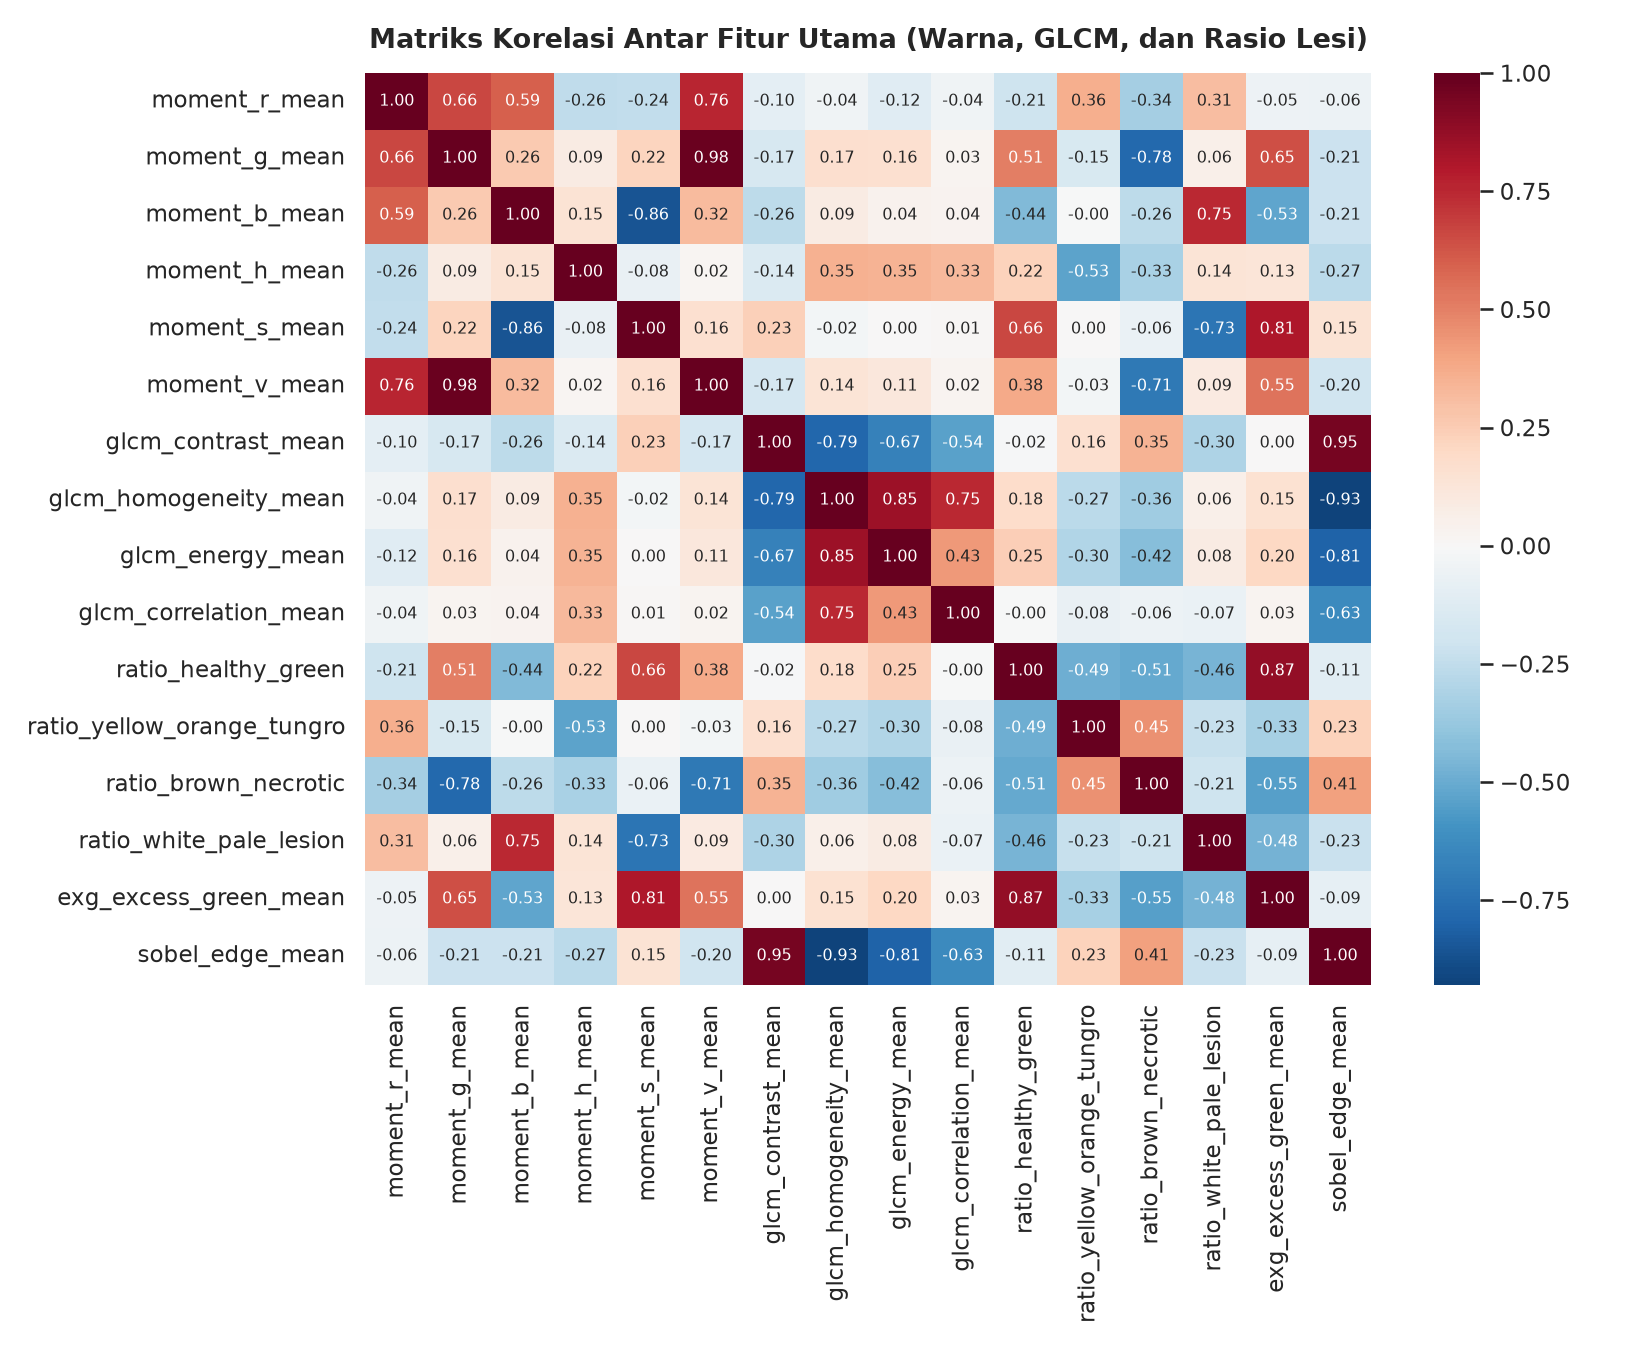 Matriks Korelasi Antar Fitur Utama (Warna, GLCM, dan Rasio Lesi)
moment_r_mean 1.00 0.66 0.59 -0.26 -0.24 0.76 -0.10 -0.04 -0.12 -0.04 -0.21 0.36 -0.34 0.31 -0.05 -0.06
moment_g_mean 0.66 1.00 0.26 0.09 0.22 0.98 -0.17 0.17 0.16 0.03 0.51 -0.15 -0.78 0.06 0.65 -0.21
moment_b_mean 0.59 0.26 1.00 0.15 -0.86 0.32 -0.26 0.09 0.04 0.04 -0.44 -0.00 -0.26 0.75 -0.53 -0.21
moment_h_mean -0.26 0.09 0.15 1.00 -0.08 0.02 -0.14 0.35 0.35 0.33 0.22 -0.53 -0.33 0.14 0.13 -0.27
moment_s_mean -0.24 0.22 -0.86 -0.08 1.00 0.16 0.23 -0.02 0.00 0.01 0.66 0.00 -0.06 -0.73 0.81 0.15
moment_v_mean 0.76 0.98 0.32 0.02 0.16 1.00 -0.17 0.14 0.11 0.02 0.38 -0.03 -0.71 0.09 0.55 -0.20
glcm_contrast_mean -0.10 -0.17 -0.26 -0.14 0.23 -0.17 1.00 -0.79 -0.67 -0.54 -0.02 0.16 0.35 -0.30 0.00 0.95
glcm_homogeneity_mean -0.04 0.17 0.09 0.35 -0.02 0.14 -0.79 1.00 0.85 0.75 0.18 -0.27 -0.36 0.06 0.15 -0.93
glcm_energy_mean -0.12 0.16 0.04 0.35 0.00 0.11 -0.67 0.85 1.00 0.43 0.25 -0.30 -0.42 0.08 0.20 -0.81
glcm_correlation_mean -0.04 0.03 0.04 0.33 0.01 0.02 -0.54 0.75 0.43 1.00 -0.00 -0.08 -0.06 -0.07 0.03 -0.63
ratio_healthy_green -0.21 0.51 -0.44 0.22 0.66 0.38 -0.02 0.18 0.25 -0.00 1.00 -0.49 -0.51 -0.46 0.87 -0.11
ratio_yellow_orange_tungro 0.36 -0.15 -0.00 -0.53 0.00 -0.03 0.16 -0.27 -0.30 -0.08 -0.49 1.00 0.45 -0.23 -0.33 0.23
ratio_brown_necrotic -0.34 -0.78 -0.26 -0.33 -0.06 -0.71 0.35 -0.36 -0.42 -0.06 -0.51 0.45 1.00 -0.21 -0.55 0.41
ratio_white_pale_lesion 0.31 0.06 0.75 0.14 -0.73 0.09 -0.30 0.06 0.08 -0.07 -0.46 -0.23 -0.21 1.00 -0.48 -0.23
exg_excess_green_mean -0.05 0.65 -0.53 0.13 0.81 0.55 0.00 0.15 0.20 0.03 0.87 -0.33 -0.55 -0.48 1.00 -0.09
sobel_edge_mean -0.06 -0.21 -0.21 -0.27 0.15 -0.20 0.95 -0.93 -0.81 -0.63 -0.11 0.23 0.41 -0.23 -0.09 1.00
moment_r_mean
moment_g_mean
moment_b_mean
moment_h_mean
moment_s_mean
moment_v_mean
glcm_contrast_mean
glcm_homogeneity_mean
glcm_energy_mean
glcm_correlation_mean
ratio_healthy_green
ratio_yellow_orange_tungro
ratio_brown_necrotic
ratio_white_pale_lesion
exg_excess_green_mean
sobel_edge_mean
1.00
0.75
0.50
0.25
0.00
−0.25
−0.50
−0.75